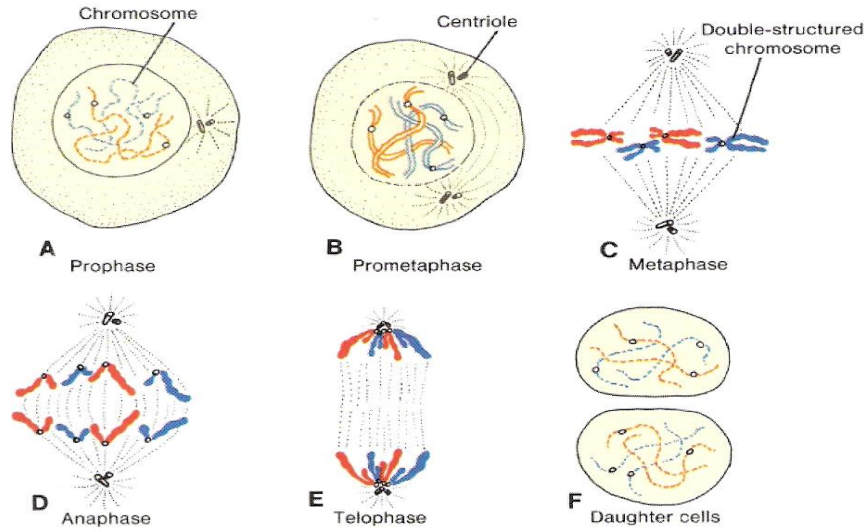 Chromosome
Centriole
Double-structured
chromosome
A
Prophase
B
Prometaphase
C
Metaphase
D
Anaphase
E
Telophase
F
Daughter cells